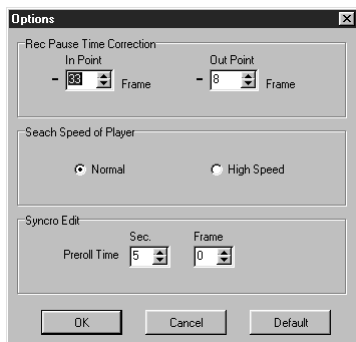 Options
Rec Pause Time Correction
In Point Out Point
- 33 Frame - 8 Frame
Seach Speed of Player
Normal High Speed
Syncro Edit
Sec. Frame
Preroll Time 5 0
OK Cancel Default